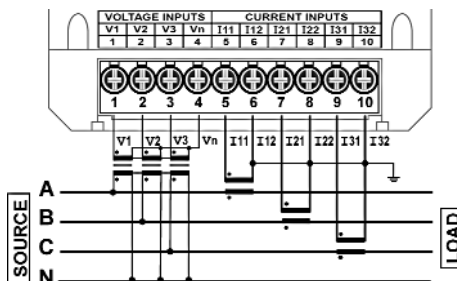 VOLTAGE INPUTS CURRENT INPUTS
V1 V2 V3 Vn I11 I12 I21 I22 I31 I32
1 2 3 4 5 6 7 8 9 10
1 2 3 4 5 6 7 8 9 10
V1 V2 V3 Vn I11 I12 I21 I22 I31 I32
A
B
C
N
SOURCE
LOAD